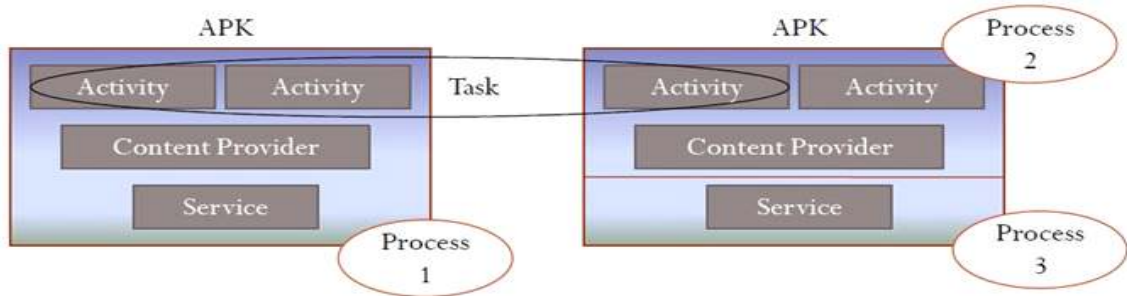 APK
Activity
Activity
Content Provider
Service
Process
1
Task
APK
Process
2
Activity
Activity
Content Provider
Service
Process
3